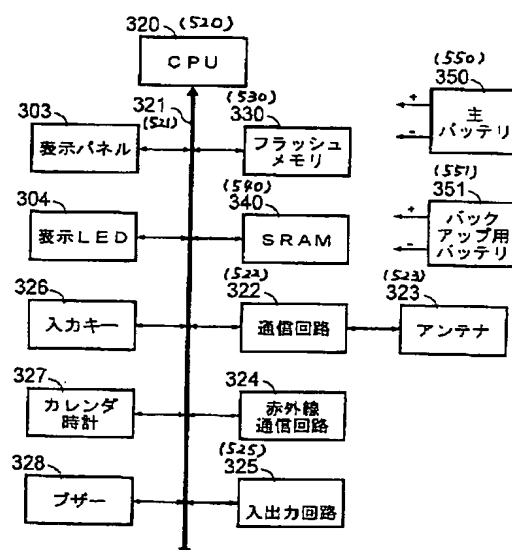 (520)
320
CPU
321
(521)
303
表示パネル
(530)
330
フラッシュ
メモリ
(550)
350
+
-
主
バッテリ
304
表示LED
(540)
340
SRAM
(551)
351
+
-
バック
アップ用
バッテリ
326
入力キー
(522)
322
通信回路
(523)
323
アンテナ
327
カレンダ
時計
324
赤外線
通信回路
328
ブザー
(525)
325
入出力回路